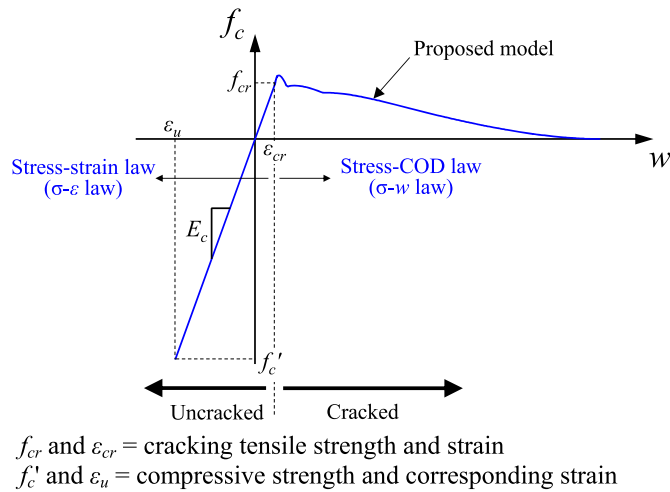 f_c
Proposed model
f_cr
ε_u
ε_cr
w
Stress-strain law
(σ-ε law)
Stress-COD law
(σ-w law)
E_c
f_c'
Uncracked
Cracked
f_cr and ε_cr = cracking tensile strength and strain
f_c' and ε_u = compressive strength and corresponding strain